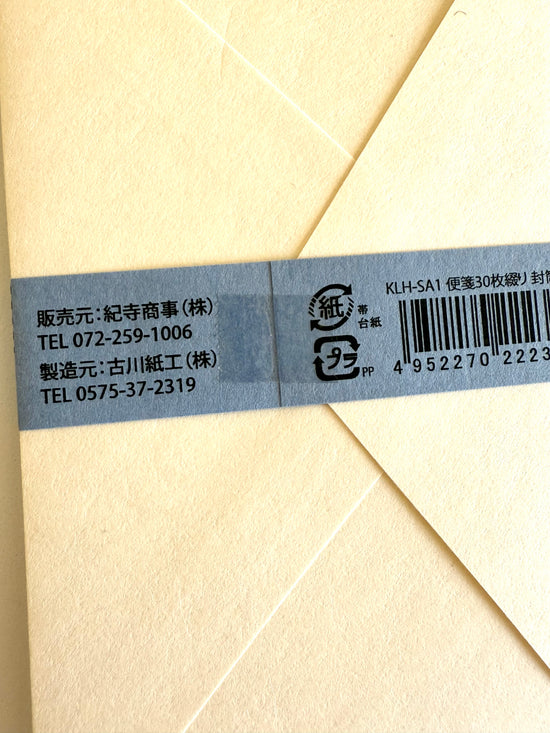 販売元：紀寺商事（株）
TEL 072-259-1006
製造元：古川紙工（株）
TEL 0575-37-2319
紙
帯
台紙
プラ
PP
KLH-SA1 便箋30枚綴り 封筒
4 952270 2223